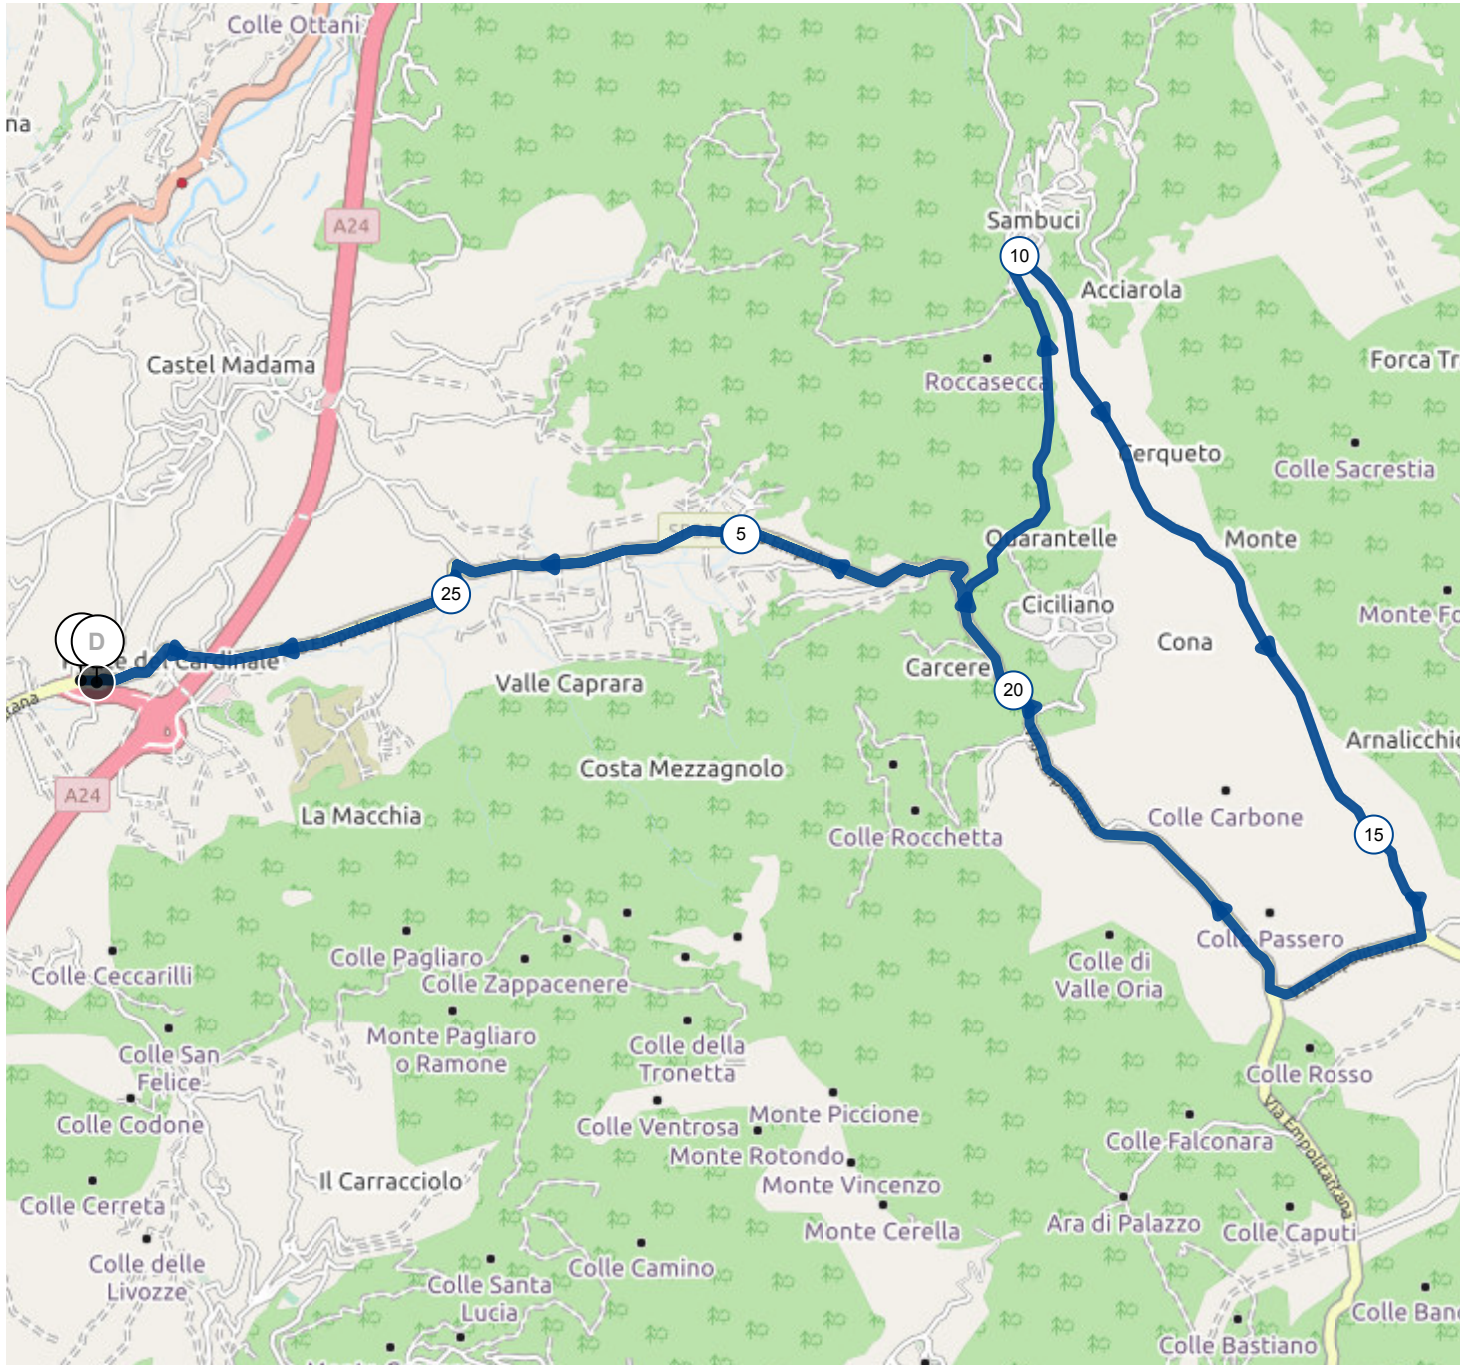 Colle Ottani
na
A24
Sambuci
10
Acciarola
Castel Madama
Forca Tr
Roccasecca
Cerqueto
Colle Sacrestia
5
Quarantelle
Monte
25
Ciciliano
Monte Fo
D
Cona
Carcere
Valle Caprara
20
Arnalicchio
Costa Mezzagnolo
A24
La Macchia
Colle Carbone
Colle Rocchetta
15
Colle Passero
Colle Pagliaro
Colle Ceccarilli
Colle Zappacenere
Colle di
Valle Oria
Monte Pagliaro
o Ramone
Colle della
Tronetta
Colle San
Felice
Colle Rosso
Colle Codone
Colle Ventrosa
Monte Piccione
Via Empolitana
Colle Falconara
Monte Rotondo
Il Carracciolo
Monte Vincenzo
Colle Cerreta
Monte Cerella
Ara di Palazzo
Colle Caputi
Colle delle
Livozze
Colle Camino
Colle Santa
Lucia
Colle Banc
Colle Bastiano